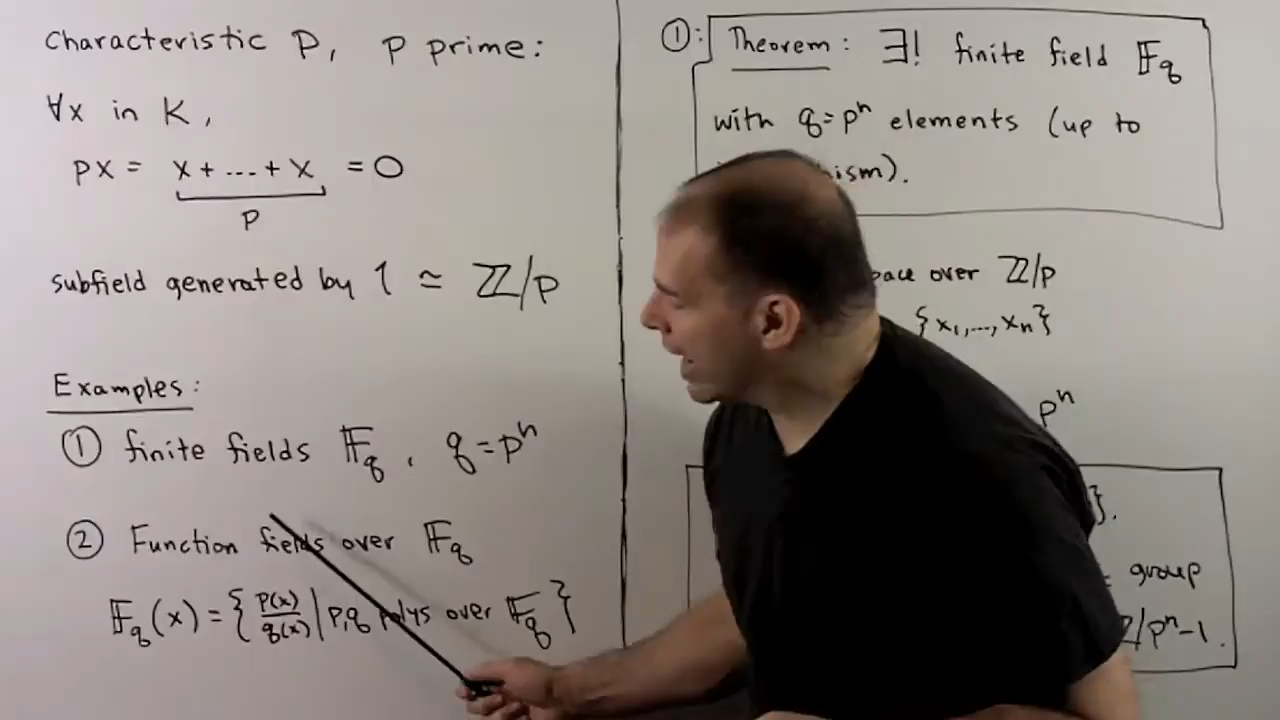 Characteristic p, p prime:
∀x in K,
px = x + ... + x = 0
p
subfield generated by 1 ≃ ℤ/p
Examples:
① finite fields 𝔽q, q=pⁿ
② Function fields over 𝔽q
𝔽q(x) = { p(x)/q(x) | p,q polys over 𝔽q }
①: Theorem: ∃! finite field 𝔽q
with q=pⁿ elements (up to
over ℤ/p
{x₁,...,xₙ}
pⁿ
}.
group
/pⁿ-1.